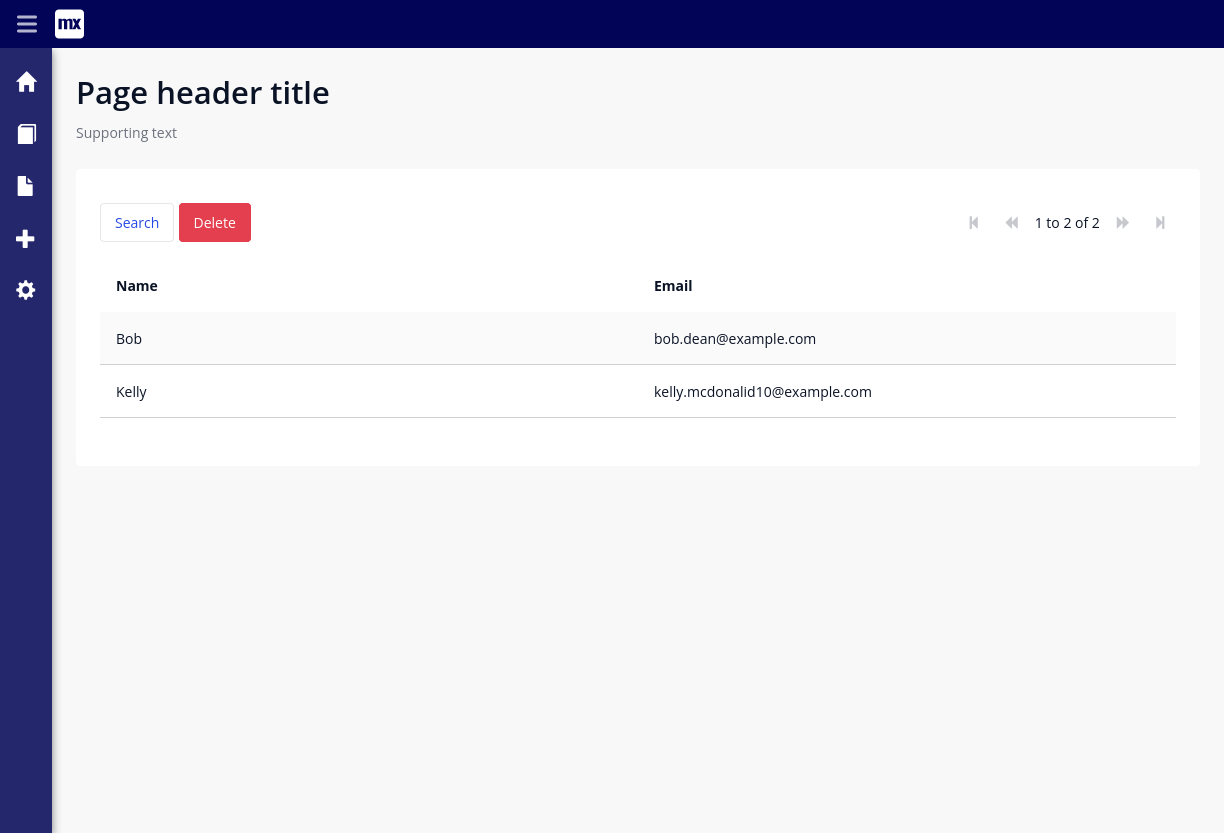 mx
Page header title
Supporting text
Search Delete 1 to 2 of 2
Name Email
Bob bob.dean@example.com
Kelly kelly.mcdonalid10@example.com